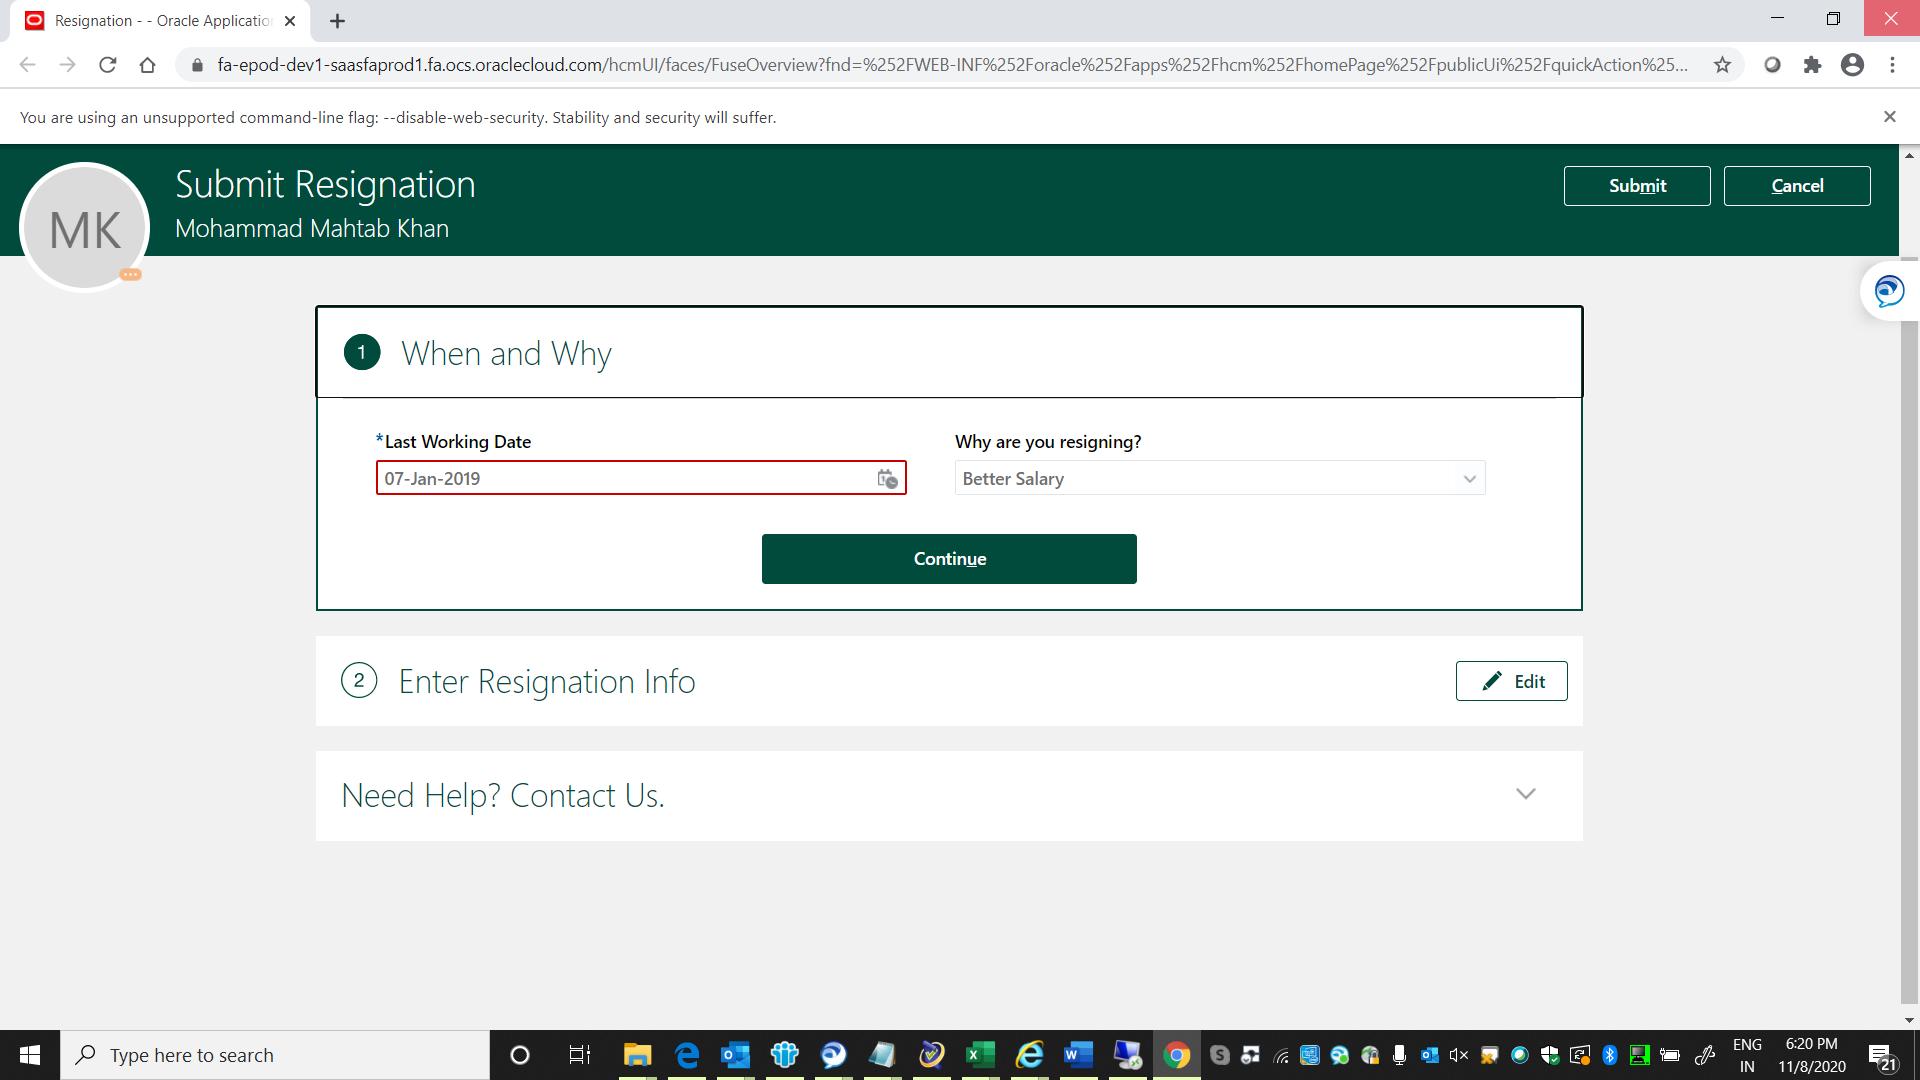 Resignation - - Oracle Applicatio
fa-epod-dev1-saasfaprod1.fa.ocs.oraclecloud.com/hcmUI/faces/FuseOverview?fnd=%252FWEB-INF%252Foracle%252Fapps%252Fhcm%252FhomePage%252FpublicUi%252FquickAction%25...
You are using an unsupported command-line flag: --disable-web-security. Stability and security will suffer.
MK
Submit Resignation
Mohammad Mahtab Khan
Submit
Cancel
1
When and Why
*Last Working Date
Why are you resigning?
07-Jan-2019
Better Salary
Continue
2
Enter Resignation Info
Edit
Need Help? Contact Us.
Type here to search
ENG
IN
6:20 PM
11/8/2020
21